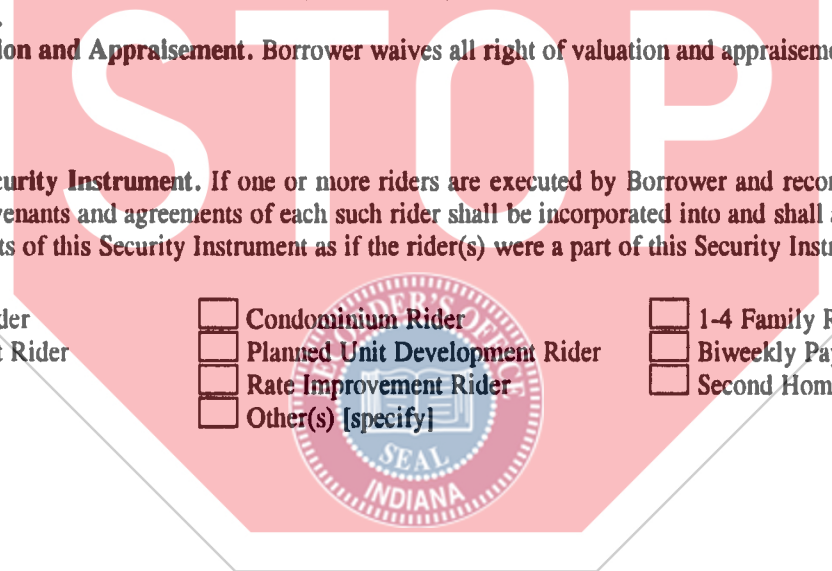 STOP
ion and Appraisement. Borrower waives all right of valuation and appraiseme
curity Instrument. If one or more riders are executed by Borrower and recor
venants and agreements of each such rider shall be incorporated into and shall
ts of this Security Instrument as if the rider(s) were a part of this Security Instr
der
Condominium Rider
1-4 Family R
t Rider
Planned Unit Development Rider
Biweekly Pay
Rate Improvement Rider
Second Hom
Other(s) [specify]
RECORDER'S OFFICE
SEAL
INDIANA